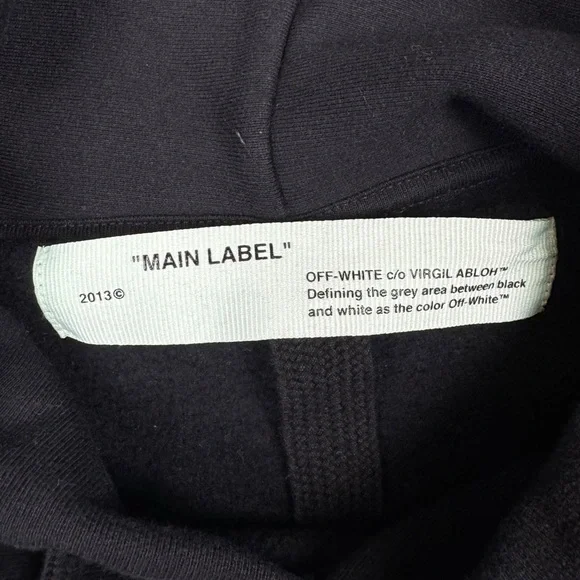 "MAIN LABEL"
2013©
OFF-WHITE c/o VIRGIL ABLOH™
Defining the grey area between black
and white as the color Off-White™